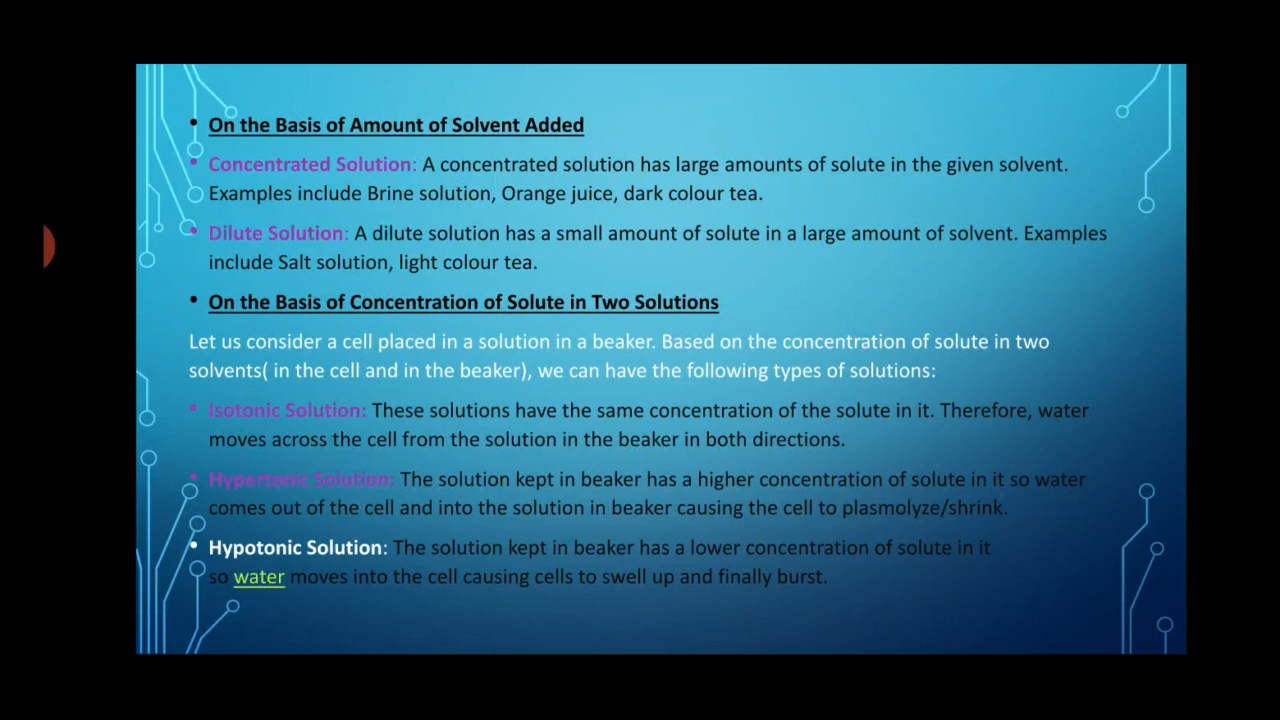 • On the Basis of Amount of Solvent Added
• Concentrated Solution: A concentrated solution has large amounts of solute in the given solvent.
Examples include Brine solution, Orange juice, dark colour tea.
• Dilute Solution: A dilute solution has a small amount of solute in a large amount of solvent. Examples
include Salt solution, light colour tea.
• On the Basis of Concentration of Solute in Two Solutions
Let us consider a cell placed in a solution in a beaker. Based on the concentration of solute in two
solvents( in the cell and in the beaker), we can have the following types of solutions:
• Isotonic Solution: These solutions have the same concentration of the solute in it. Therefore, water
moves across the cell from the solution in the beaker in both directions.
• Hypertonic Solution: The solution kept in beaker has a higher concentration of solute in it so water
comes out of the cell and into the solution in beaker causing the cell to plasmolyze/shrink.
• Hypotonic Solution: The solution kept in beaker has a lower concentration of solute in it
so water moves into the cell causing cells to swell up and finally burst.